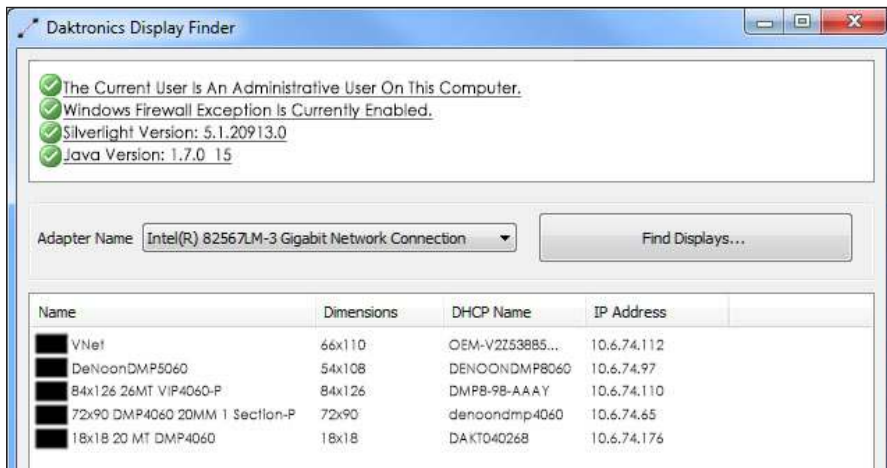 Daktronics Display Finder
The Current User Is An Administrative User On This Computer.
Windows Firewall Exception Is Currently Enabled.
Silverlight Version: 5.1.20913.0
Java Version: 1.7.0_15
Adapter Name Intel(R) 82567LM-3 Gigabit Network Connection Find Displays...
Name Dimensions DHCP Name IP Address
VNet 66x110 OEM-V2Z53885... 10.6.74.112
DeNoonDMP5060 54x108 DENOONDMP8060 10.6.74.97
84x126 26MT VIP4060-P 84x126 DMP8-98-AAAY 10.6.74.110
72x90 DMP4060 20MM 1 Section-P 72x90 denoondmp4060 10.6.74.65
18x18 20 MT DMP4060 18x18 DAKT040268 10.6.74.176